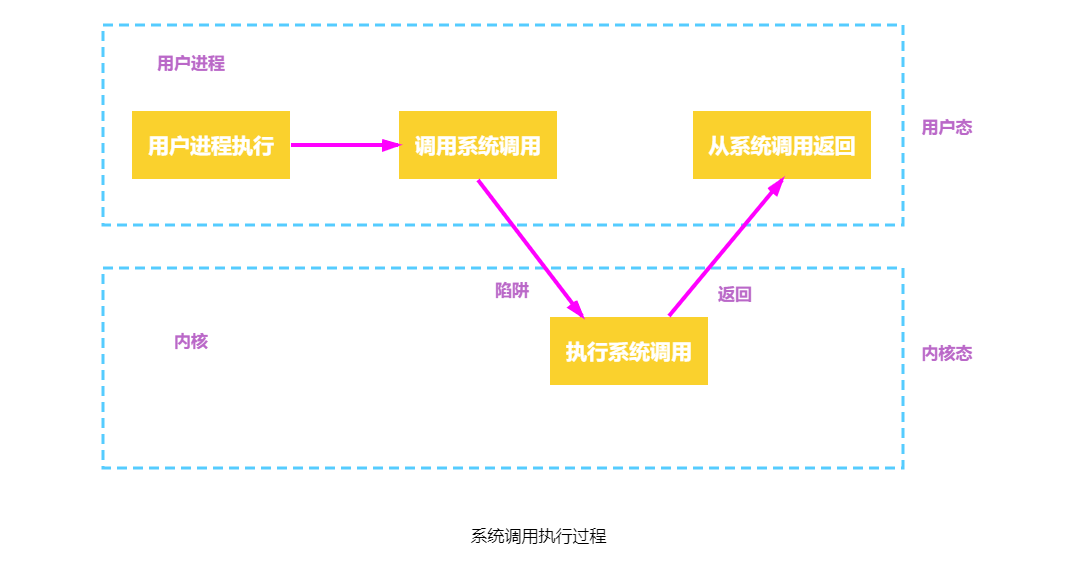 用户进程
用户进程执行
调用系统调用
从系统调用返回
用户态
陷阱
返回
内核
执行系统调用
内核态
系统调用执行过程